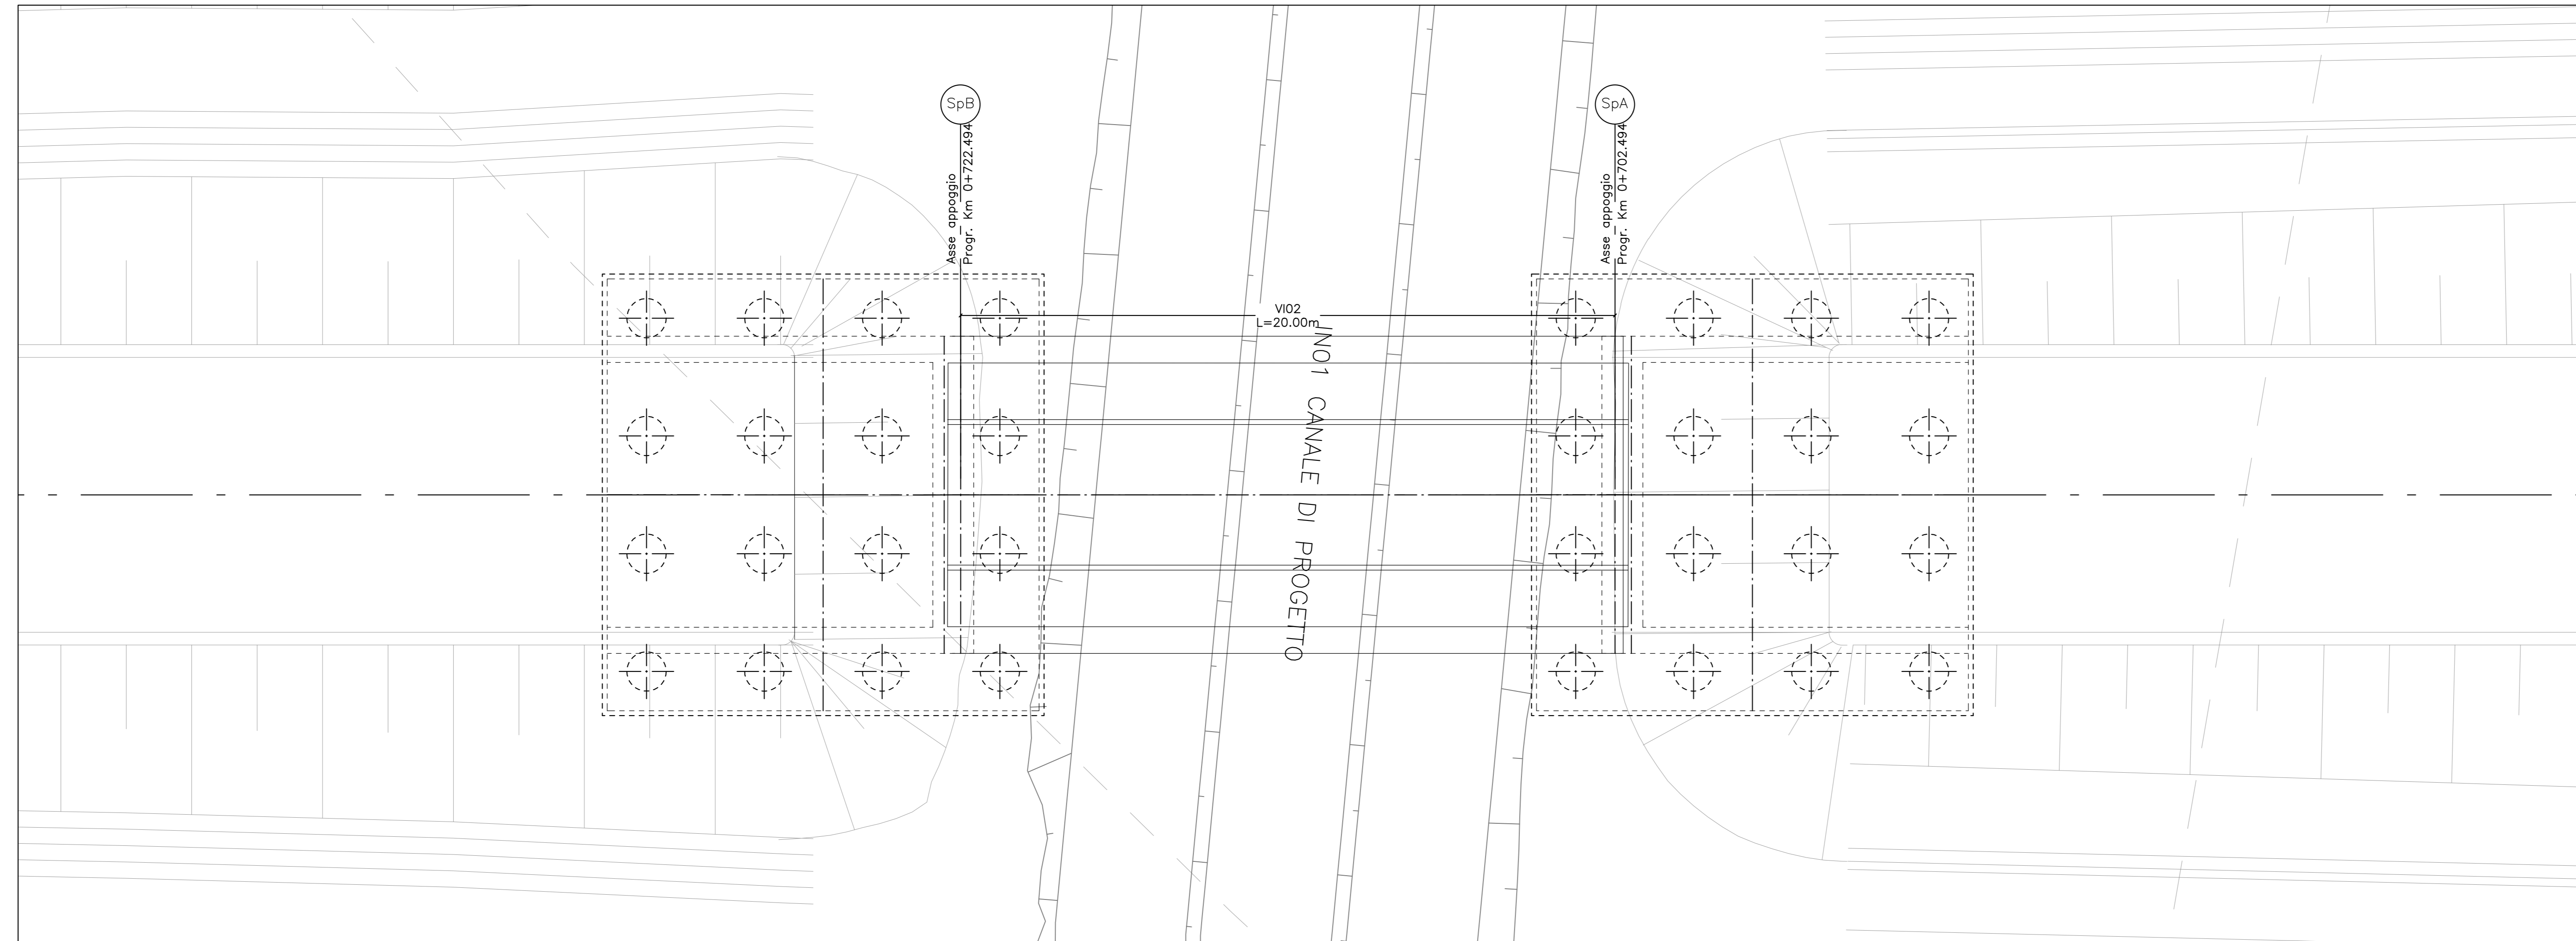 SpB
Asse appoggio
Progr. Km 0+722.494
SpA
Asse appoggio
Progr. Km 0+702.494
VI02
L=20.00m
IN01 CANALE DI PROGETTO